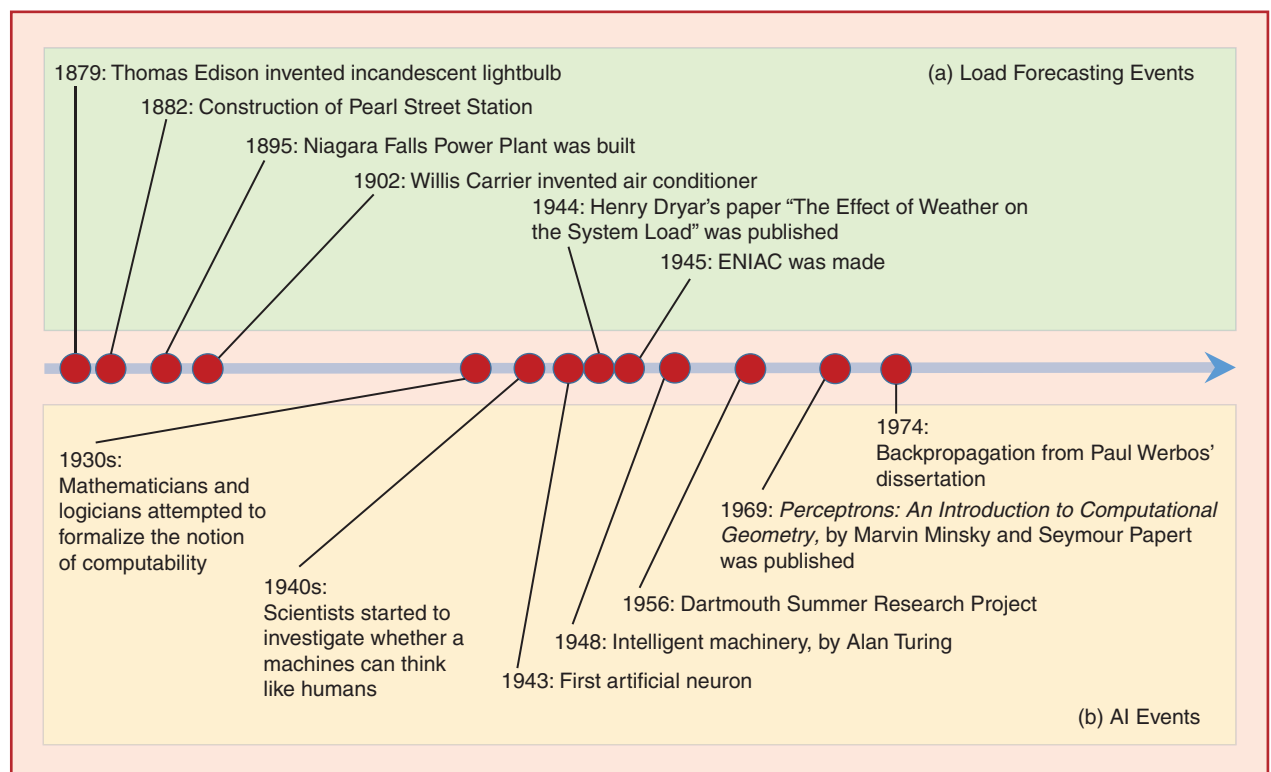 1879: Thomas Edison invented incandescent lightbulb
(a) Load Forecasting Events
1882: Construction of Pearl Street Station
1895: Niagara Falls Power Plant was built
1902: Willis Carrier invented air conditioner
1944: Henry Dryar’s paper “The Effect of Weather on
the System Load” was published
1945: ENIAC was made
1930s:
Mathematicians and
logicians attempted to
formalize the notion
of computability
1940s:
Scientists started to
investigate whether a
machines can think
like humans
1943: First artificial neuron
1948: Intelligent machinery, by Alan Turing
1956: Dartmouth Summer Research Project
1969: Perceptrons: An Introduction to Computational
Geometry, by Marvin Minsky and Seymour Papert
was published
1974:
Backpropagation from Paul Werbos’
dissertation
(b) AI Events